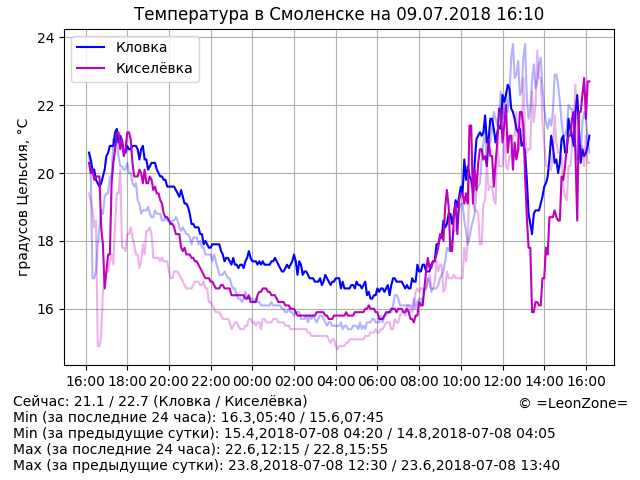 Температура в Смоленске на 09.07.2018 16:10
Кловка
Киселёвка
градусов Цельсия, °C
24
22
20
18
16
16:00 18:00 20:00 22:00 00:00 02:00 04:00 06:00 08:00 10:00 12:00 14:00 16:00
Сейчас: 21.1 / 22.7 (Кловка / Киселёвка)
© =LeonZone=
Min (за последние 24 часа): 16.3,05:40 / 15.6,07:45
Min (за предыдущие сутки): 15.4,2018-07-08 04:20 / 14.8,2018-07-08 04:05
Max (за последние 24 часа): 22.6,12:15 / 22.8,15:55
Max (за предыдущие сутки): 23.8,2018-07-08 12:30 / 23.6,2018-07-08 13:40